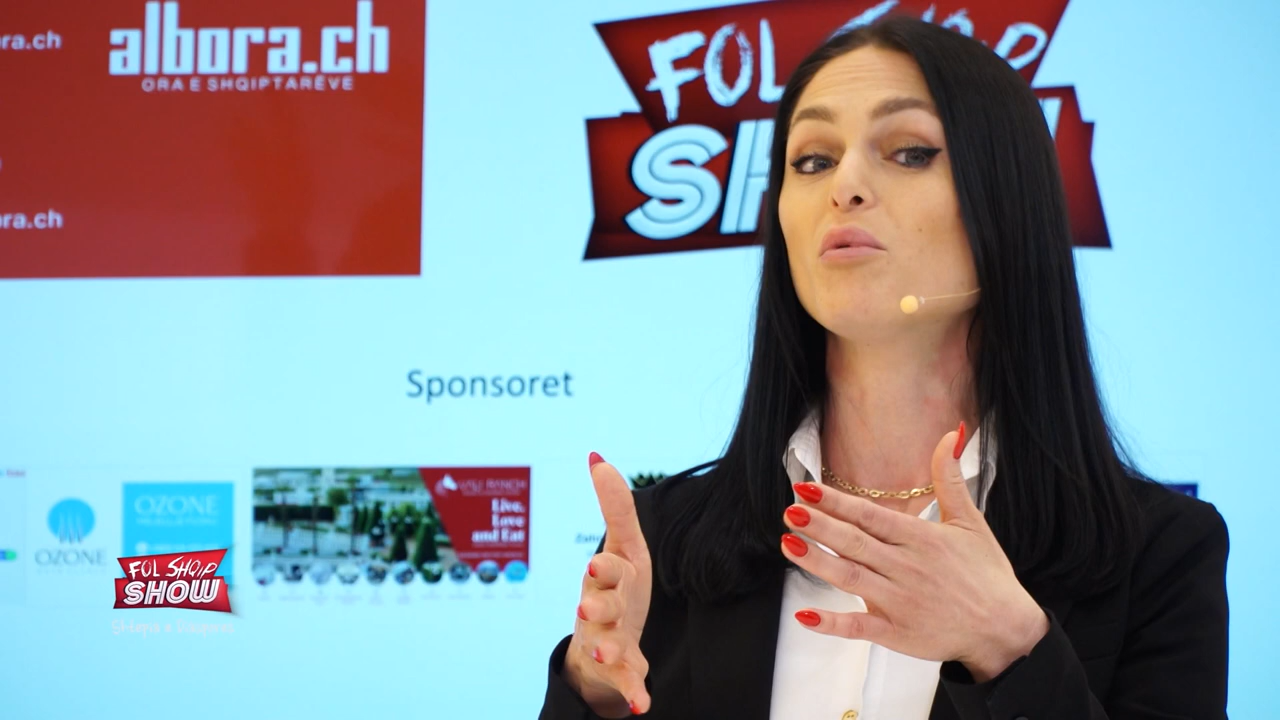 ora.ch
albora.ch
ORA E SHQIPTARËVE
FOL SHQIP
ora.ch
Sponsoret
OZONE
OZONE
Live,
Love
and Eat
FOL SHQIP
SHOW